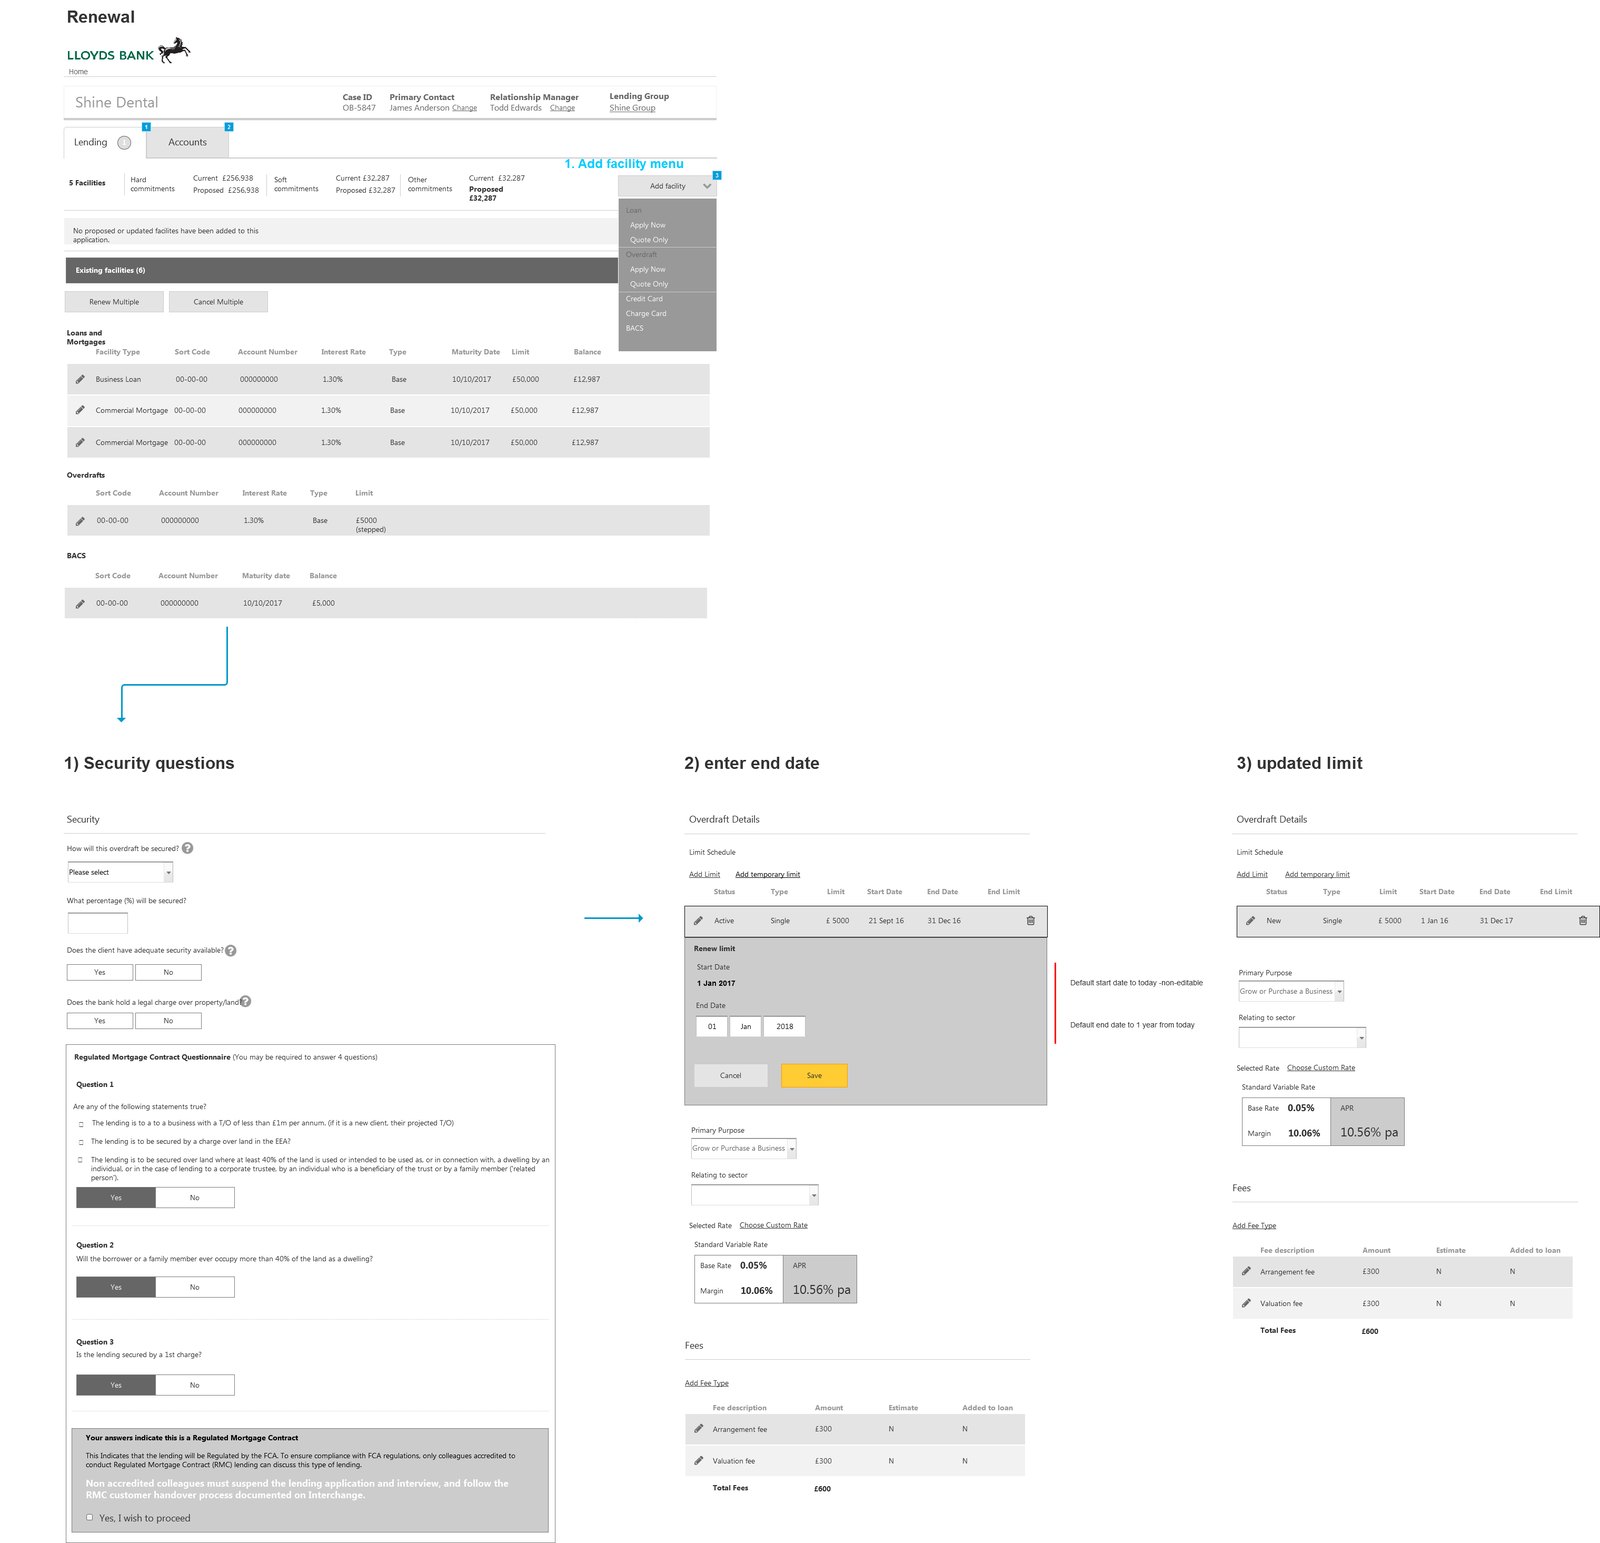 Renewal
LLOYDS BANK
Home
Shine Dental
Case ID Primary Contact Relationship Manager Lending Group
OB-5847 James Anderson Change Todd Edwards Change Shine Group
1 2
Lending Accounts
1. Add facility menu
3
5 Facilities Hard commitments Current £256,938 Proposed £256,938 Soft commitments Current £32,287 Proposed £32,287 Other commitments Current £32,287 Proposed £32,287
Add facility
Loan
Apply Now
Quote Only
Overdraft
Apply Now
Quote Only
Credit Card
Charge Card
BACS
No proposed or updated facilites have been added to this
application.
Existing facilities (6)
Renew Multiple Cancel Multiple
Loans and
Mortgages
Facility Type Sort Code Account Number Interest Rate Type Maturity Date Limit Balance
Business Loan 00-00-00 000000000 1.30% Base 10/10/2017 £50,000 £12,987
Commercial Mortgage 00-00-00 000000000 1.30% Base 10/10/2017 £50,000 £12,987
Commercial Mortgage 00-00-00 000000000 1.30% Base 10/10/2017 £50,000 £12,987
Overdrafts
Sort Code Account Number Interest Rate Type Limit
00-00-00 000000000 1.30% Base £5000
(stepped)
BACS
Sort Code Account Number Maturity date Balance
00-00-00 000000000 10/10/2017 £5,000
1) Security questions
Security
How will this overdraft be secured? ?
Please select
What percentage (%) will be secured?
Does the client have adequate security available? ?
Yes No
Does the bank hold a legal charge over property/land? ?
Yes No
Regulated Mortgage Contract Questionnaire (You may be required to answer 4 questions)
Question 1
Are any of the following statements true?
The lending is to a to a business with a T/O of less than £1m per annum, (if it is a new client, their projected T/O)
The lending is to be secured by a charge over land in the EEA?
The lending is to be secured over land where at least 40% of the land is used or intended to be used as, or in connection with, a dwelling by an
individual, or in the case of lending to a corporate trustee, by an individual who is a beneficiary of the trust or by a family member ('related
person').
Yes No
Question 2
Will the borrower or a family member ever occupy more than 40% of the land as a dwelling?
Yes No
Question 3
Is the lending secured by a 1st charge?
Yes No
Your answers indicate this is a Regulated Mortgage Contract
This Indicates that the lending will be Regulated by the FCA. To ensure compliance with FCA regulations, only colleagues accredited to
conduct Regulated Mortgage Contract (RMC) lending can discuss this type of lending.
Non accredited colleagues must suspend the lending application and interview, and follow the
RMC customer handover process documented on Interchange.
Yes, I wish to proceed
2) enter end date
Overdraft Details
Limit Schedule
Add Limit Add temporary limit
Status Type Limit Start Date End Date End Limit
Active Single £ 5000 21 Sept 16 31 Dec 16
Renew limit
Start Date
1 Jan 2017
End Date
01 Jan 2018
Cancel Save
Default start date to today -non-editable
Default end date to 1 year from today
Primary Purpose
Grow or Purchase a Business
Relating to sector
Selected Rate Choose Custom Rate
Standard Variable Rate
Base Rate 0.05% APR
Margin 10.06% 10.56% pa
Fees
Add Fee Type
Fee description Amount Estimate Added to loan
Arrangement fee £300 N N
Valuation fee £300 N N
Total Fees £600
3) updated limit
Overdraft Details
Limit Schedule
Add Limit Add temporary limit
Status Type Limit Start Date End Date End Limit
New Single £ 5000 1 Jan 16 31 Dec 17
Primary Purpose
Grow or Purchase a Business
Relating to sector
Selected Rate Choose Custom Rate
Standard Variable Rate
Base Rate 0.05% APR
Margin 10.06% 10.56% pa
Fees
Add Fee Type
Fee description Amount Estimate Added to loan
Arrangement fee £300 N N
Valuation fee £300 N N
Total Fees £600